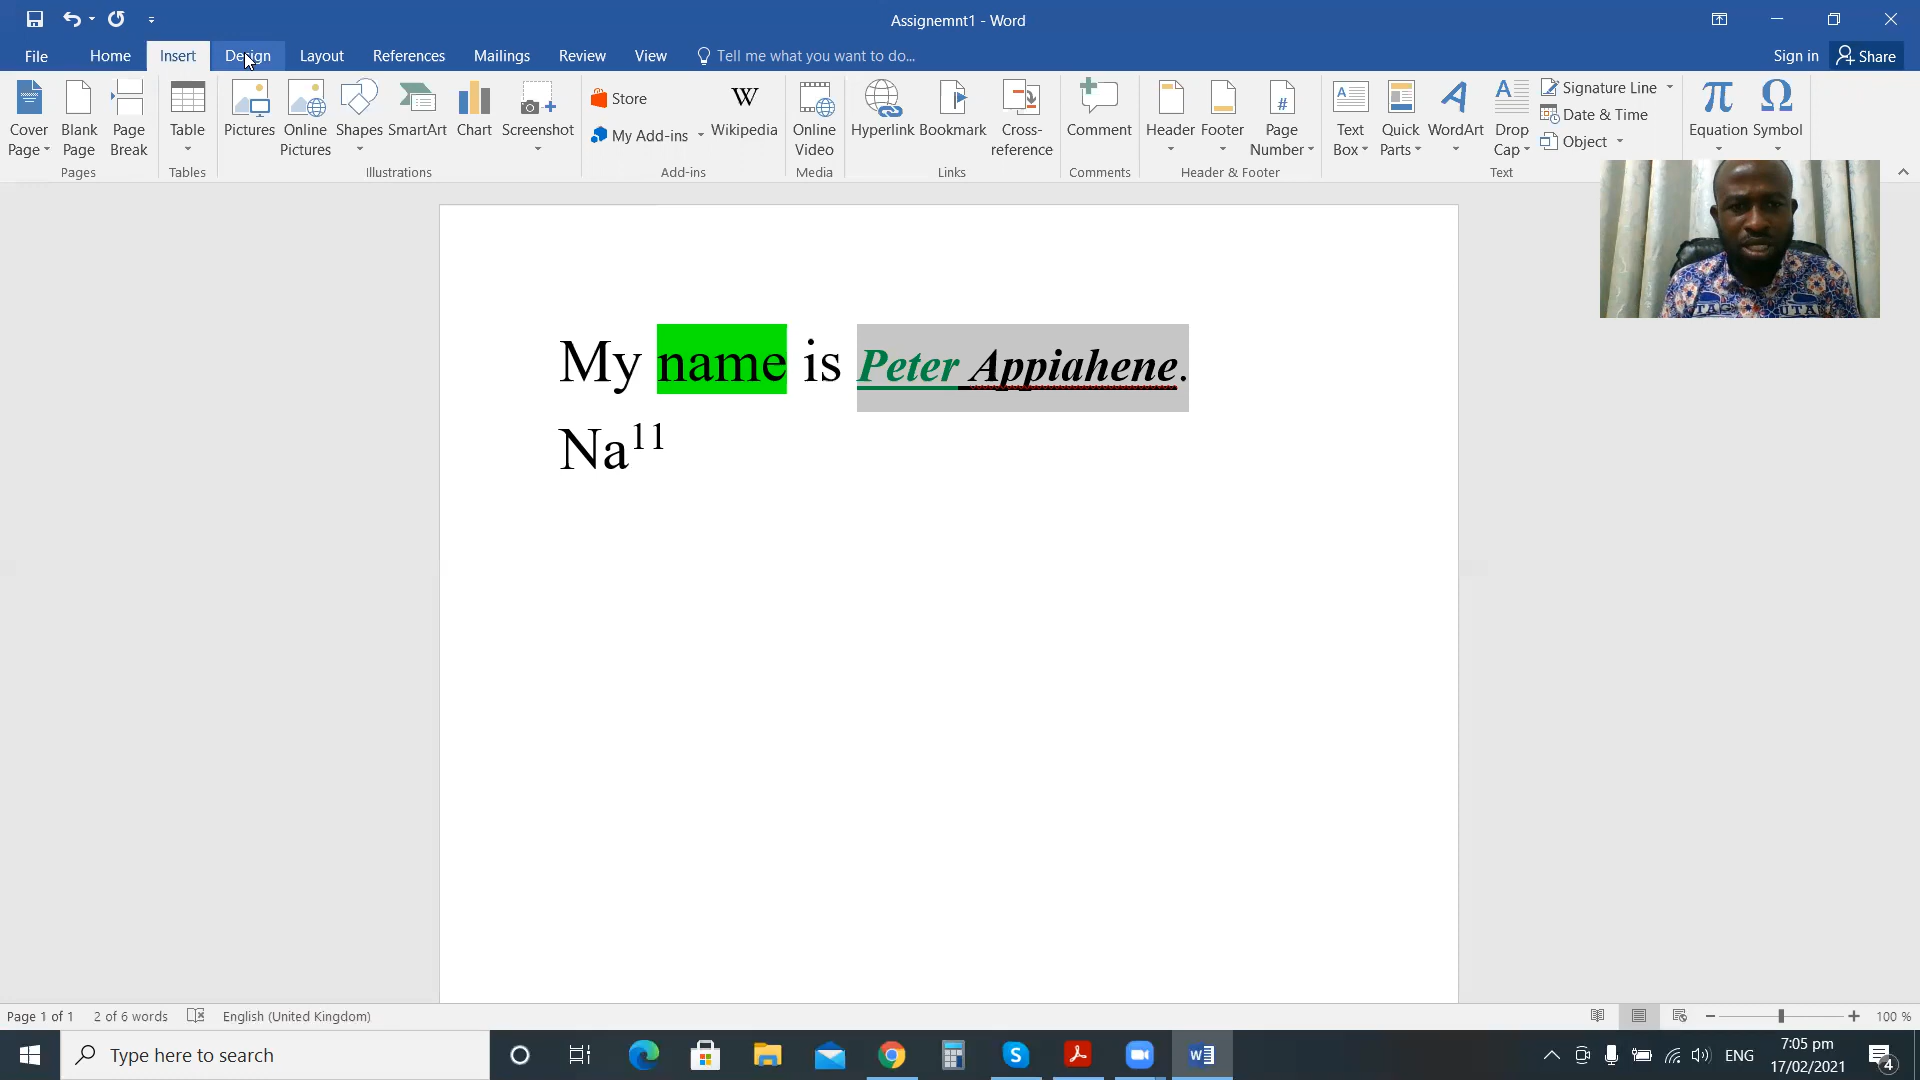 Assignemnt1 - Word
File Home Insert Design Layout References Mailings Review View Tell me what you want to do... Sign in Share
Cover Page
Blank Page
Page Break
Table
Pictures
Online Pictures
Shapes
SmartArt
Chart
Screenshot
Store
My Add-ins
W
Wikipedia
Online Video
Hyperlink
Bookmark
Cross-reference
Comment
Header
Footer
#
Page Number
A
Text Box
Quick Parts
A
WordArt
A
Drop Cap
Signature Line
Date & Time
Object
π
Equation
Ω
Symbol
Pages Tables Illustrations Add-ins Media Links Comments Header & Footer Text
My name is Peter Appiahene.
Na¹¹
Page 1 of 1 2 of 6 words English (United Kingdom) 100 %
Type here to search
ENG
7:05 pm
17/02/2021
4